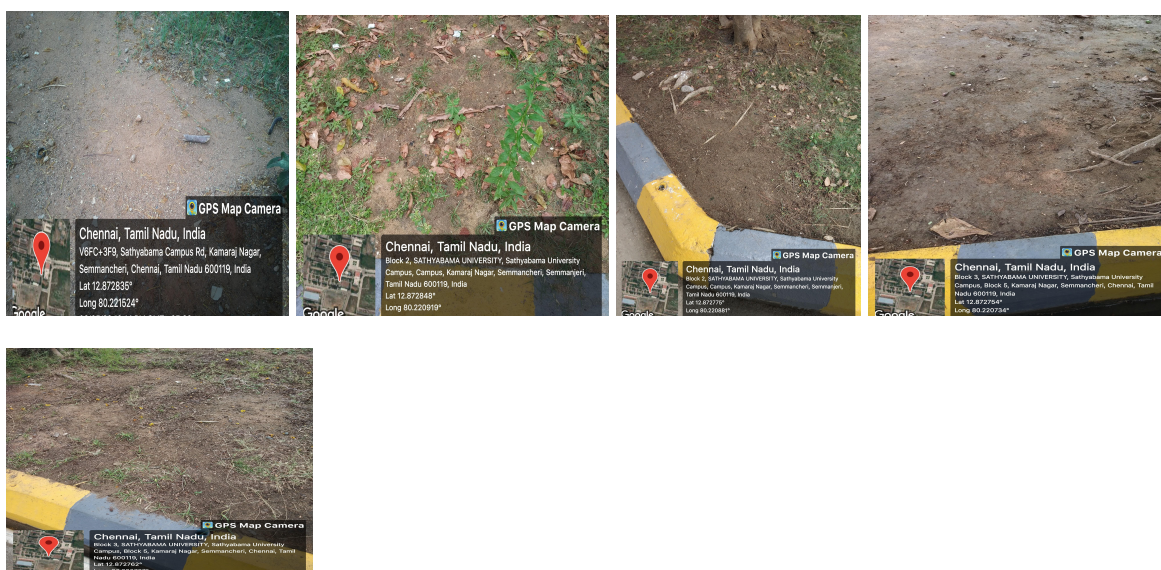 GPS Map Camera
Chennai, Tamil Nadu, India
V6FC+3F9, Sathyabama Campus Rd, Kamaraj Nagar,
Semmancheri, Chennai, Tamil Nadu 600119, India
Lat 12.872835°
Long 80.221524°
Google
GPS Map Camera
Chennai, Tamil Nadu, India
Block 2, SATHYABAMA UNIVERSITY, Sathyabama University
Campus, Campus, Kamaraj Nagar, Semmancheri, Semmanjeri,
Tamil Nadu 600119, India
Lat 12.872848°
Long 80.220919°
Google
GPS Map Camera
Chennai, Tamil Nadu, India
Block 2, SATHYABAMA UNIVERSITY, Sathyabama University
Campus, Campus, Kamaraj Nagar, Semmancheri, Semmanjeri,
Tamil Nadu 600119, India
Lat 12.872775°
Long 80.220881°
Google
GPS Map Camera
Chennai, Tamil Nadu, India
Block 3, SATHYABAMA UNIVERSITY, Sathyabama University
Campus, Block 5, Kamaraj Nagar, Semmancheri, Chennai, Tamil
Nadu 600119, India
Lat 12.872754°
Long 80.220734°
Google
GPS Map Camera
Chennai, Tamil Nadu, India
Block 3, SATHYABAMA UNIVERSITY, Sathyabama University
Campus, Block 5, Kamaraj Nagar, Semmancheri, Chennai, Tamil
Nadu 600119, India
Lat 12.872762°